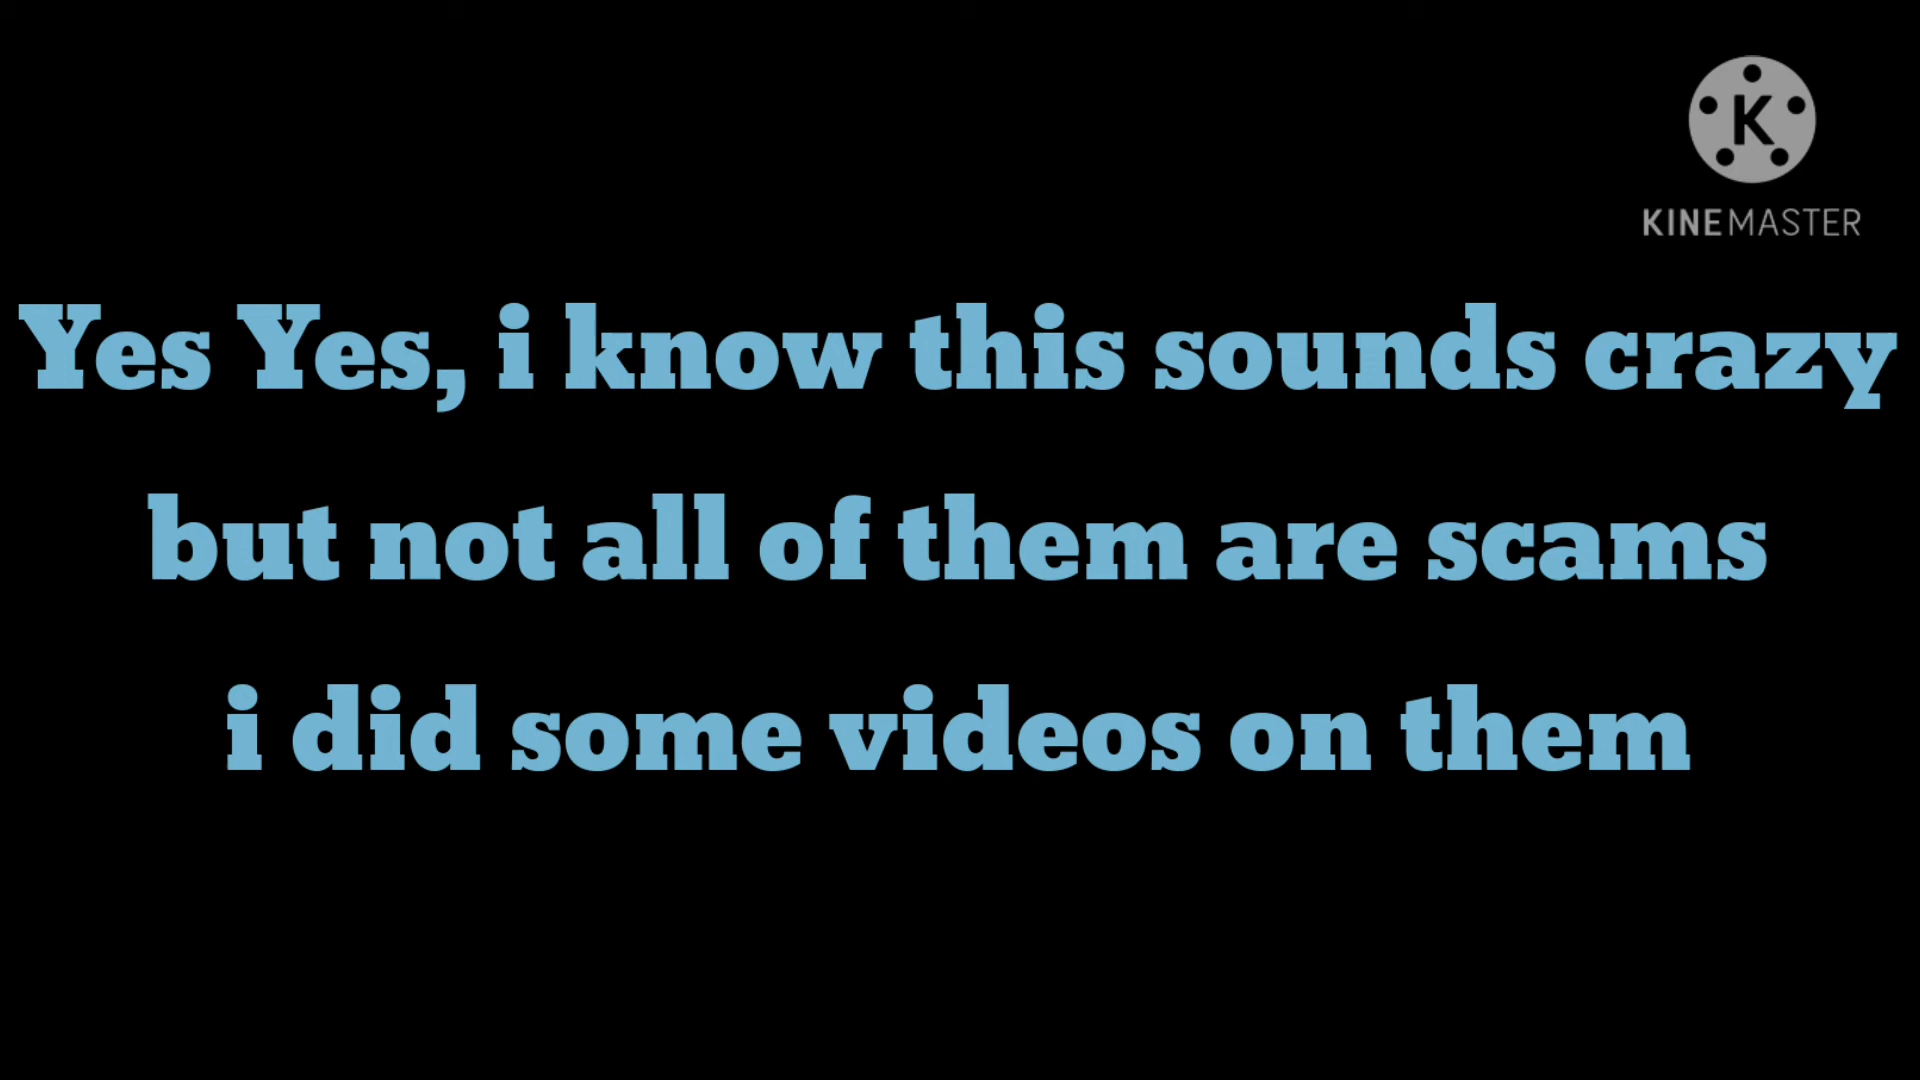 K
KINEMASTER
Yes Yes, i know this sounds crazy
but not all of them are scams
i did some videos on them